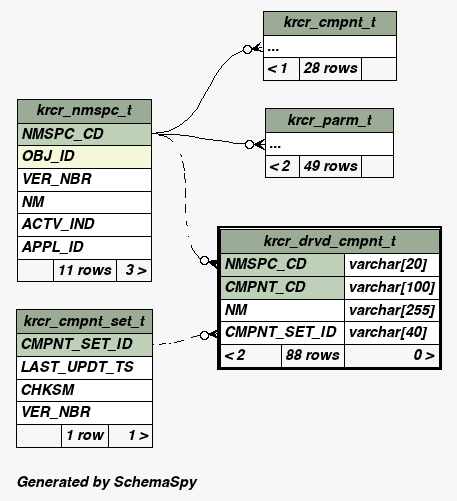 krcr_cmpnt_t
...
< 1 28 rows
krcr_nmspc_t
NMSPC_CD
OBJ_ID
VER_NBR
NM
ACTV_IND
APPL_ID
11 rows 3 >
krcr_parm_t
...
< 2 49 rows
krcr_drvd_cmpnt_t
NMSPC_CD varchar[20]
CMPNT_CD varchar[100]
NM varchar[255]
CMPNT_SET_ID varchar[40]
< 2 88 rows 0 >
krcr_cmpnt_set_t
CMPNT_SET_ID
LAST_UPDT_TS
CHKSM
VER_NBR
1 row 1 >
Generated by SchemaSpy